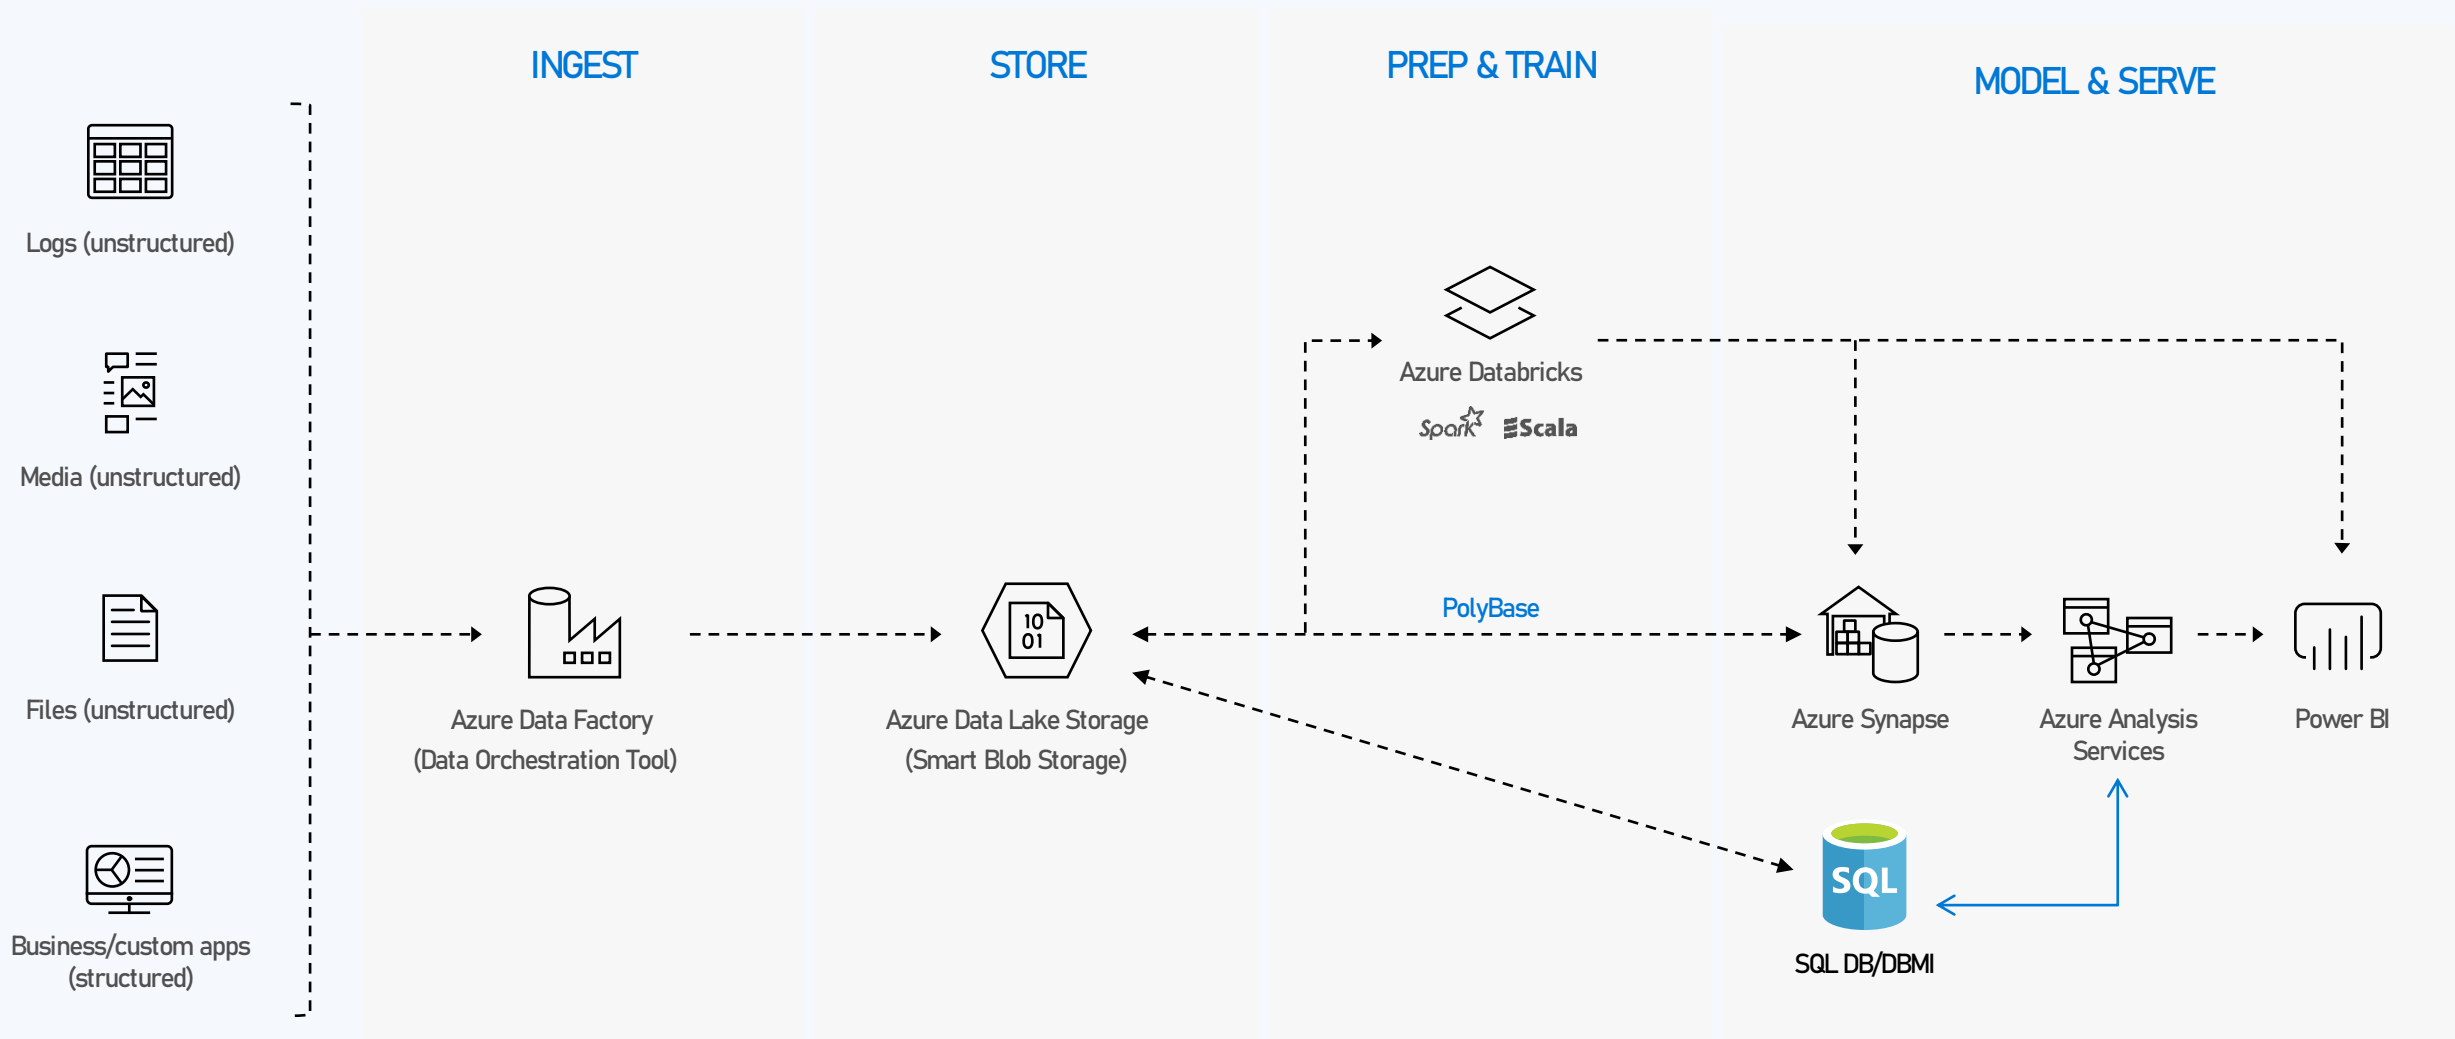 INGEST
STORE
PREP & TRAIN
MODEL & SERVE
Logs (unstructured)
Media (unstructured)
Files (unstructured)
Business/custom apps
(structured)
Azure Data Factory
(Data Orchestration Tool)
10
01
Azure Data Lake Storage
(Smart Blob Storage)
Azure Databricks
Spark Scala
PolyBase
Azure Synapse
Azure Analysis
Services
Power BI
SQL
SQL DB/DBMI